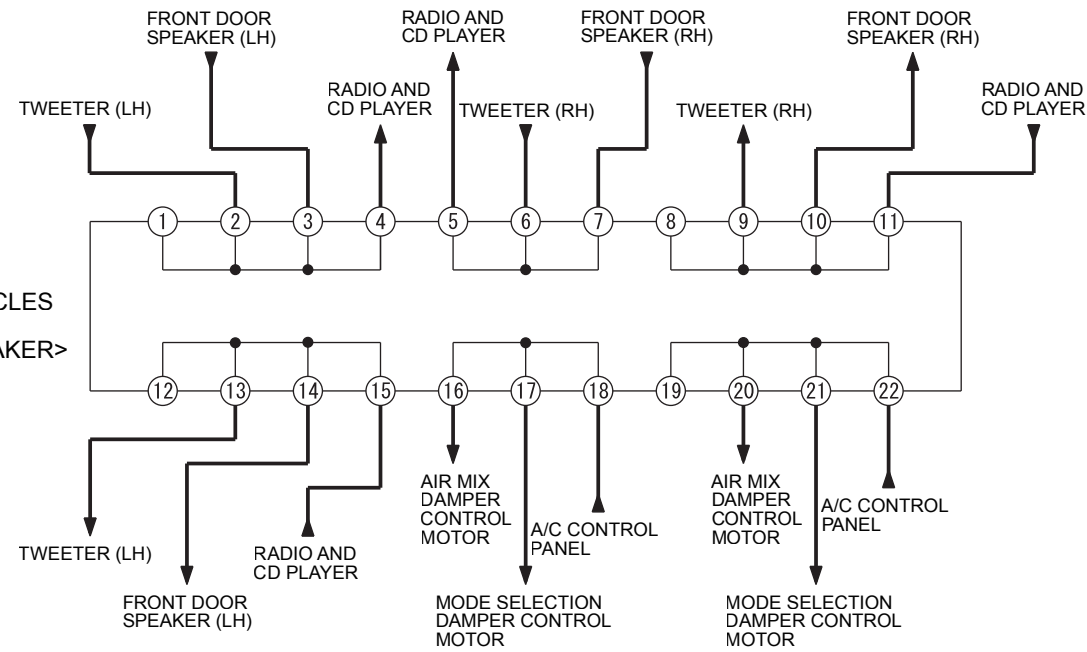 FRONT DOOR
SPEAKER (LH)
RADIO AND
CD PLAYER
FRONT DOOR
SPEAKER (RH)
FRONT DOOR
SPEAKER (RH)
TWEETER (LH)
RADIO AND
CD PLAYER
TWEETER (RH)
TWEETER (RH)
RADIO AND
CD PLAYER
1 2 3 4 5 6 7 8 9 10 11
CLES
AKER>
12 13 14 15 16 17 18 19 20 21 22
TWEETER (LH)
FRONT DOOR
SPEAKER (LH)
RADIO AND
CD PLAYER
AIR MIX
DAMPER
CONTROL
MOTOR
MODE SELECTION
DAMPER CONTROL
MOTOR
A/C CONTROL
PANEL
AIR MIX
DAMPER
CONTROL
MOTOR
MODE SELECTION
DAMPER CONTROL
MOTOR
A/C CONTROL
PANEL